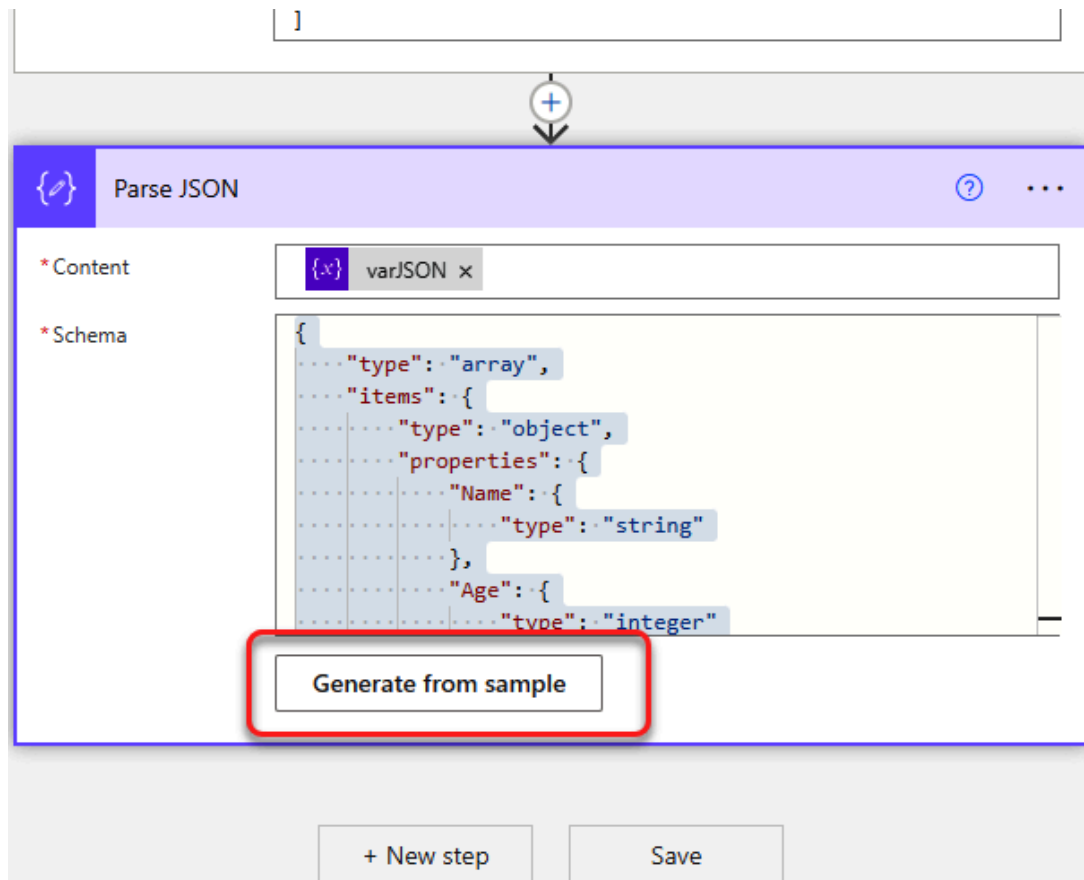 ]
Parse JSON
*Content
{x} varJSON ×
*Schema
{
"type": "array",
"items": {
"type": "object",
"properties": {
"Name": {
"type": "string"
},
"Age": {
"type": "integer"
Generate from sample
+ New step
Save